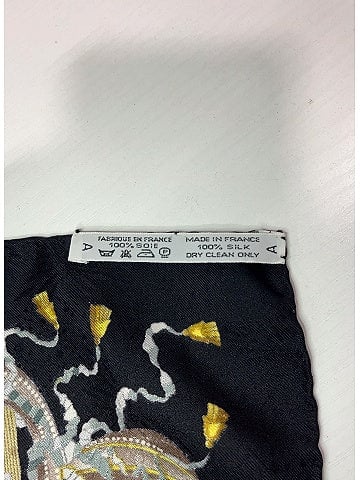 A
FABRIQUE EN FRANCE
100% SOIE
P
MADE IN FRANCE
100% SILK
DRY CLEAN ONLY
A